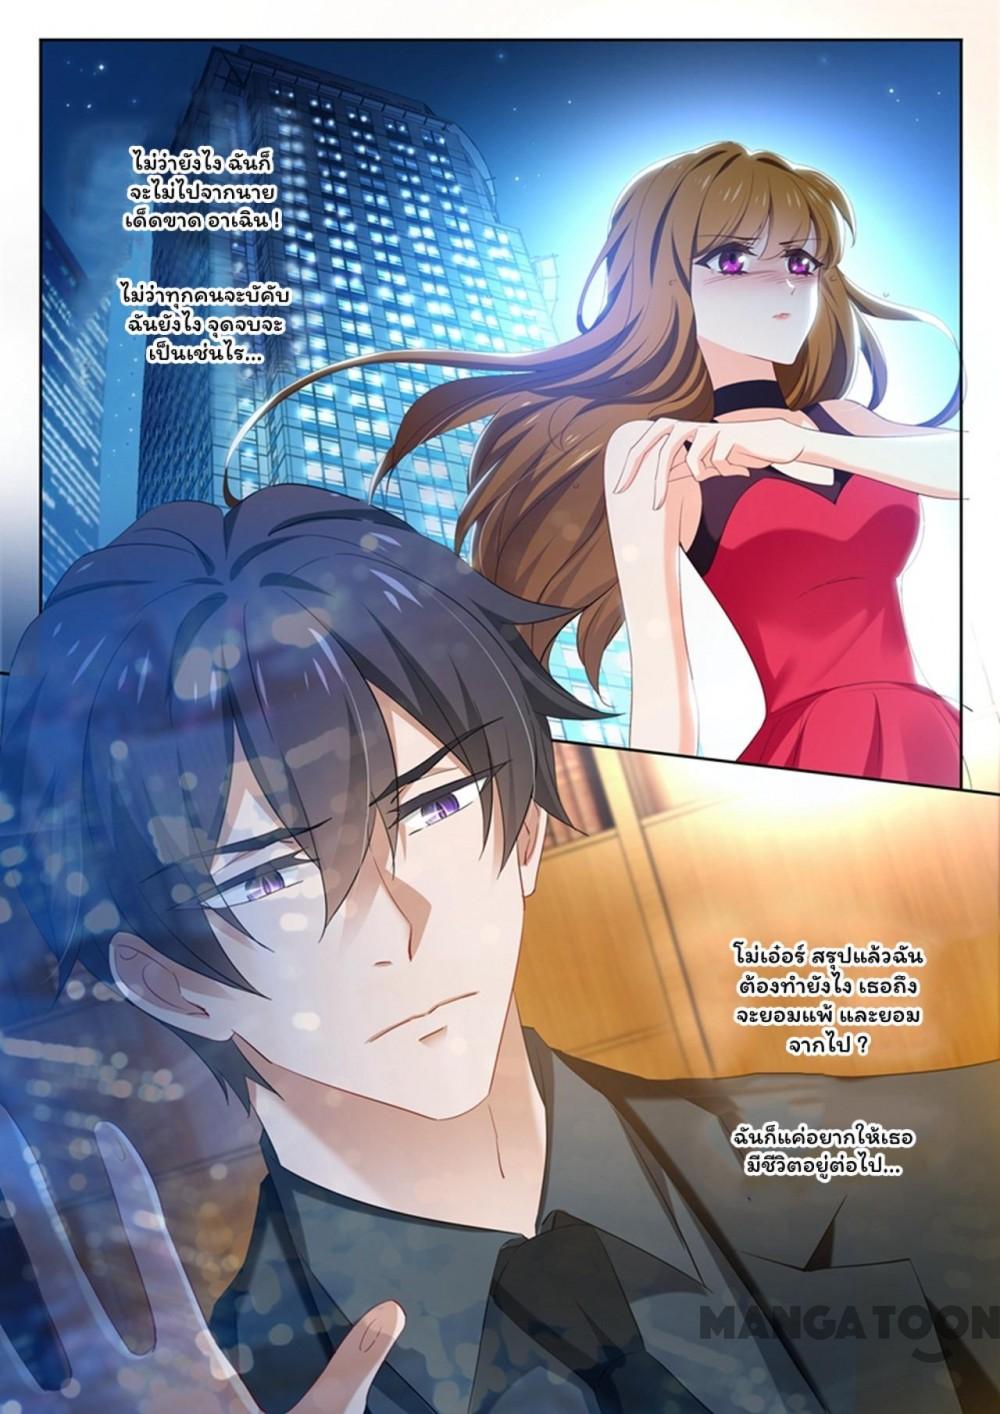 ไม่ว่ายังไง ฉันก็
จะไม่ไปจากนาย
เด็ดขาด อาเฉิน !
ไม่ว่าทุกคนจะบัคับ
ฉันยังไง จุดจบจะ
เป็นเช่นไร...
โม่เอ๋อร์ สรุปแล้วฉัน
ต้องทำยังไง เธอถึง
จะยอมแพ้ และยอม
จากไป ?
ฉันก็แค่อยากให้เธอ
มีชีวิตอยู่ต่อไป...
MANGATOON